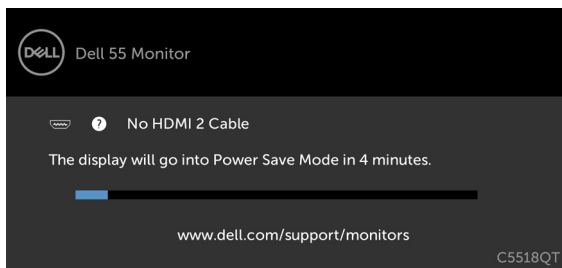 DELL
Dell 55 Monitor
? No HDMI 2 Cable
The display will go into Power Save Mode in 4 minutes.
www.dell.com/support/monitors
C5518QT